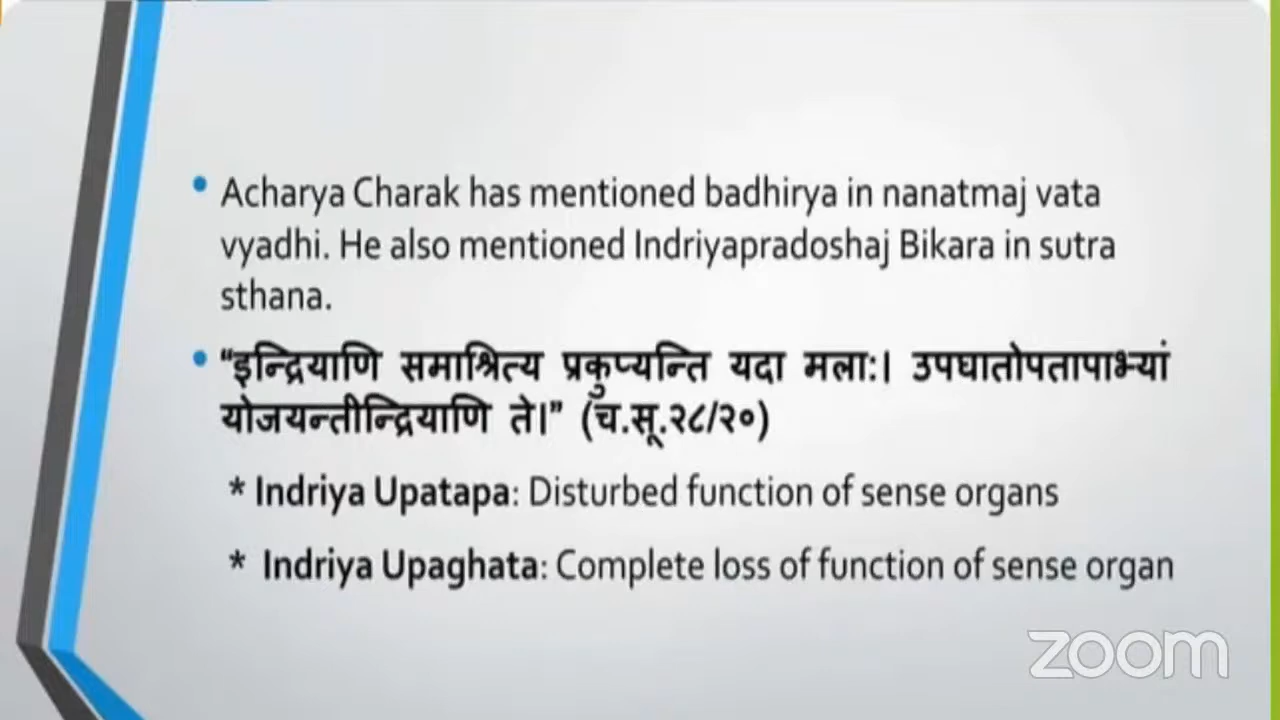 • Acharya Charak has mentioned badhirya in nanatmaj vata
vyadhi. He also mentioned Indriyapradoshaj Bikara in sutra
sthana.
• “इन्द्रियाणि समाश्रित्य प्रकुप्यन्ति यदा मलाः। उपघातोपतापाभ्यां
योजयन्तीन्द्रियाणि ते।” (च.सू.२८/२०)
* Indriya Upatapa: Disturbed function of sense organs
* Indriya Upaghata: Complete loss of function of sense organ
zoom